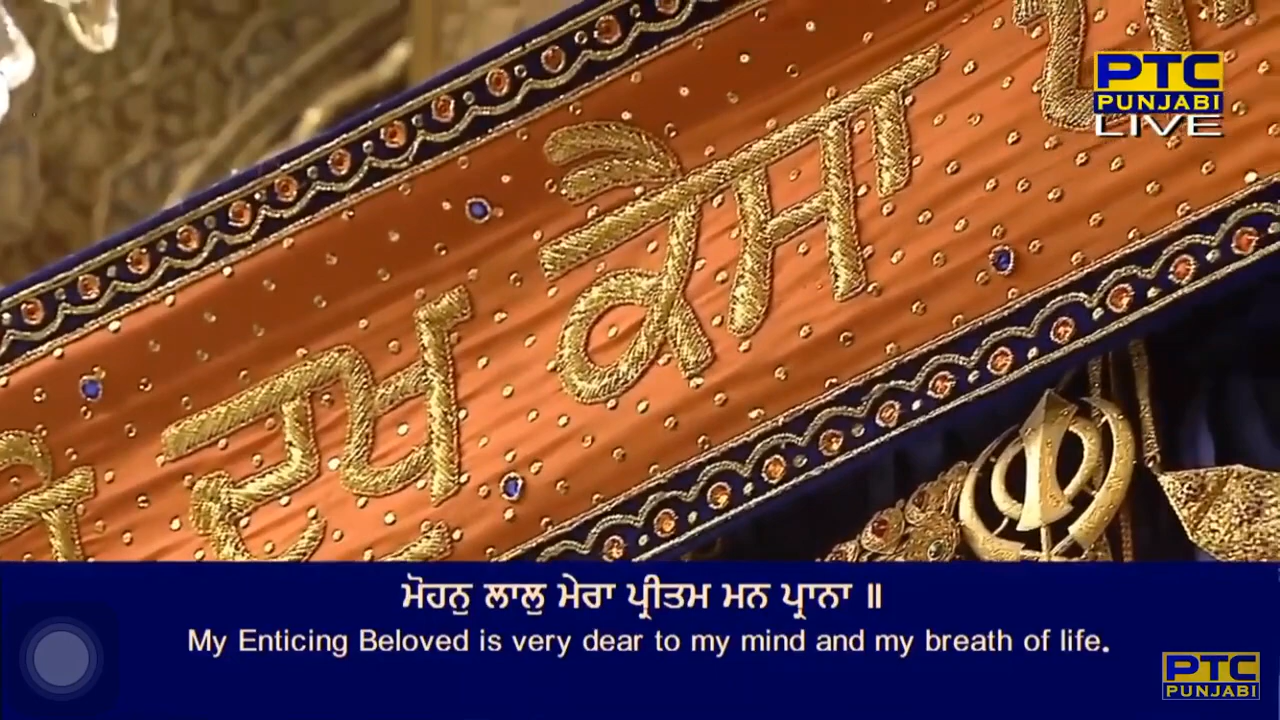 PTC
PUNJABI
LIVE
ਦੁਖੁ ਕੈਸਾ
ਮੋਹਨੁ ਲਾਲੁ ਮੇਰਾ ਪ੍ਰੀਤਮ ਮਨ ਪ੍ਰਾਨਾ ॥
My Enticing Beloved is very dear to my mind and my breath of life.
PTC
PUNJABI